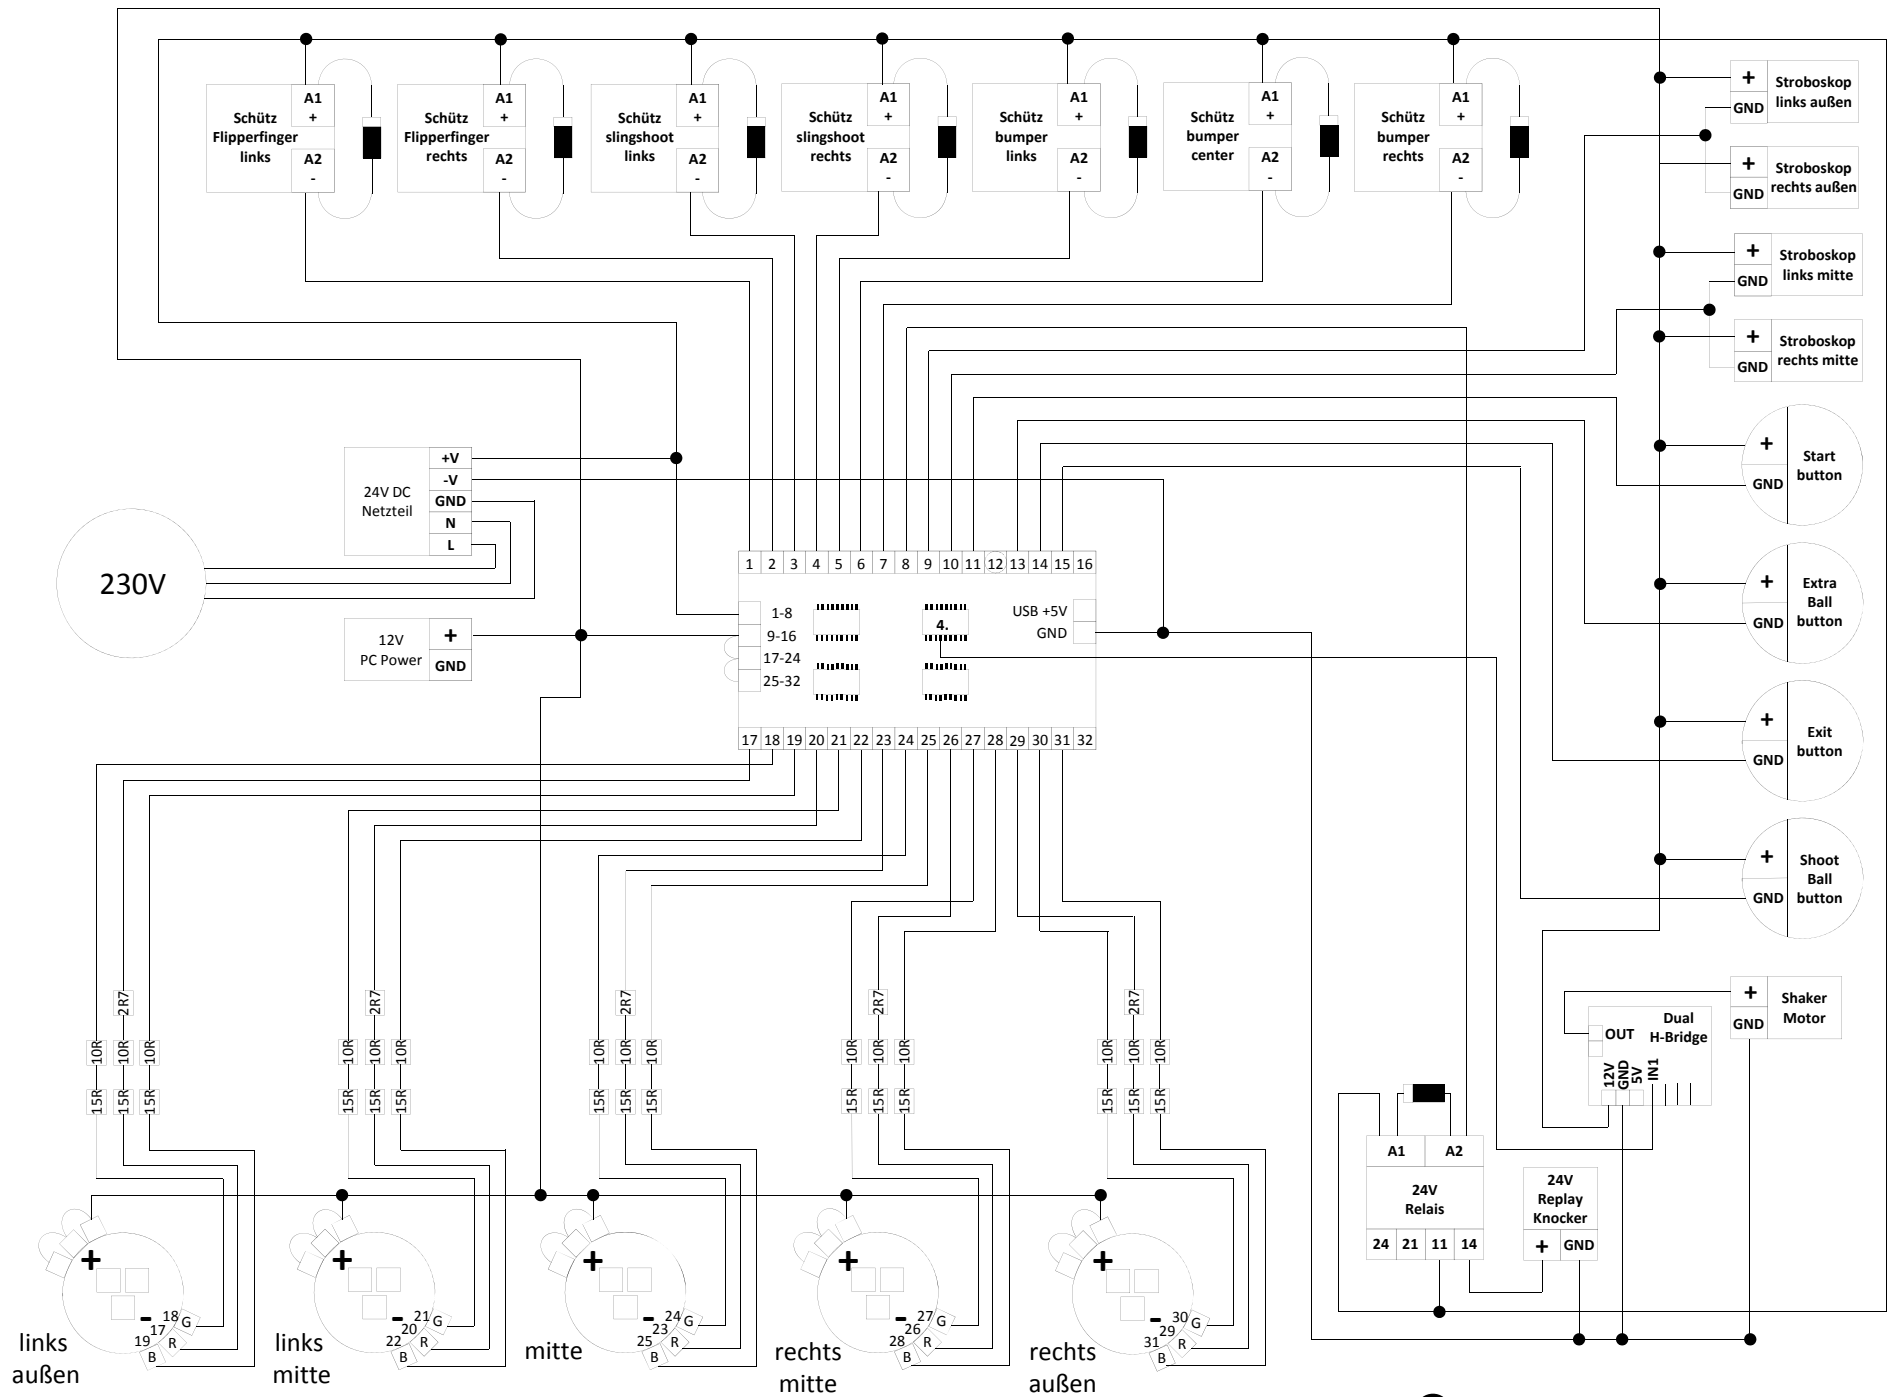 A1
+
A2
-
Schütz
Flipperfinger
links
A1
+
A2
-
Schütz
Flipperfinger
rechts
A1
+
A2
-
Schütz
slingshoot
links
A1
+
A2
-
Schütz
slingshoot
rechts
A1
+
A2
-
Schütz
bumper
links
A1
+
A2
-
Schütz
bumper
center
A1
+
A2
-
Schütz
bumper
rechts
A1
+
A2
-
+
GND
Stroboskop
links außen
+
GND
Stroboskop
rechts außen
+
GND
Stroboskop
links mitte
+
GND
Stroboskop
rechts mitte
+
GND
Start
button
+
GND
Extra
Ball
button
+
GND
Exit
button
+
GND
Shoot
Ball
button
24V DC
Netzteil
+V
-V
GND
N
L
230V
12V
PC Power
+
GND
1 2 3 4 5 6 7 8 9 10 11 12 13 14 15 16
1-8
9-16
17-24
25-32
4.
USB +5V
GND
17 18 19 20 21 22 23 24 25 26 27 28 29 30 31 32
2R7
10R 10R 10R
15R 15R 15R
2R7
10R 10R 10R
15R 15R 15R
2R7
10R 10R 10R
15R 15R 15R
2R7
10R 10R 10R
15R 15R 15R
2R7
10R 10R 10R
15R 15R 15R
+
-
18 G
17 R
19 B
links
außen
+
-
21 G
20 R
22 B
links
mitte
+
-
24 G
23 R
25 B
mitte
+
-
27 G
26 R
28 B
rechts
mitte
+
-
30 G
29 R
31 B
rechts
außen
+
GND
Shaker
Motor
Dual
H-Bridge
OUT
12V
GND
5V
IN1
A1 A2
24V
Relais
24 21 11 14
24V
Replay
Knocker
+ GND